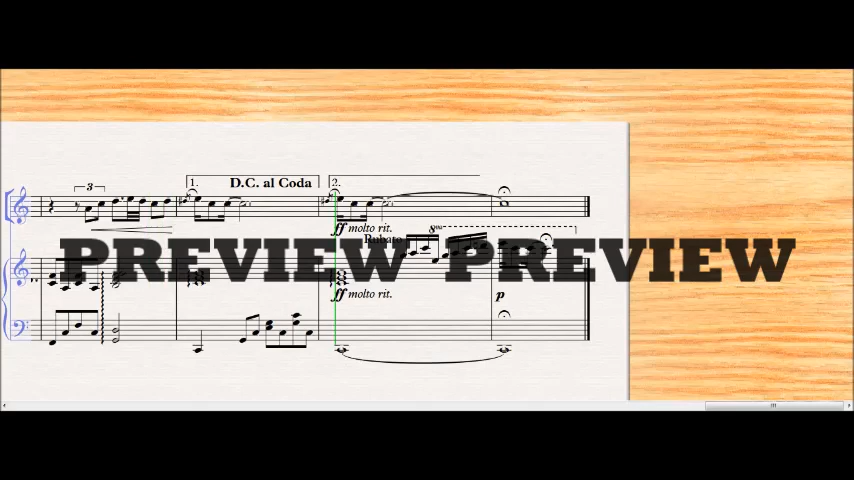 3
1. D.C. al Coda 2.
ff molto rit.
Rubato 8va
PREVIEW PREVIEW
ff molto rit. p